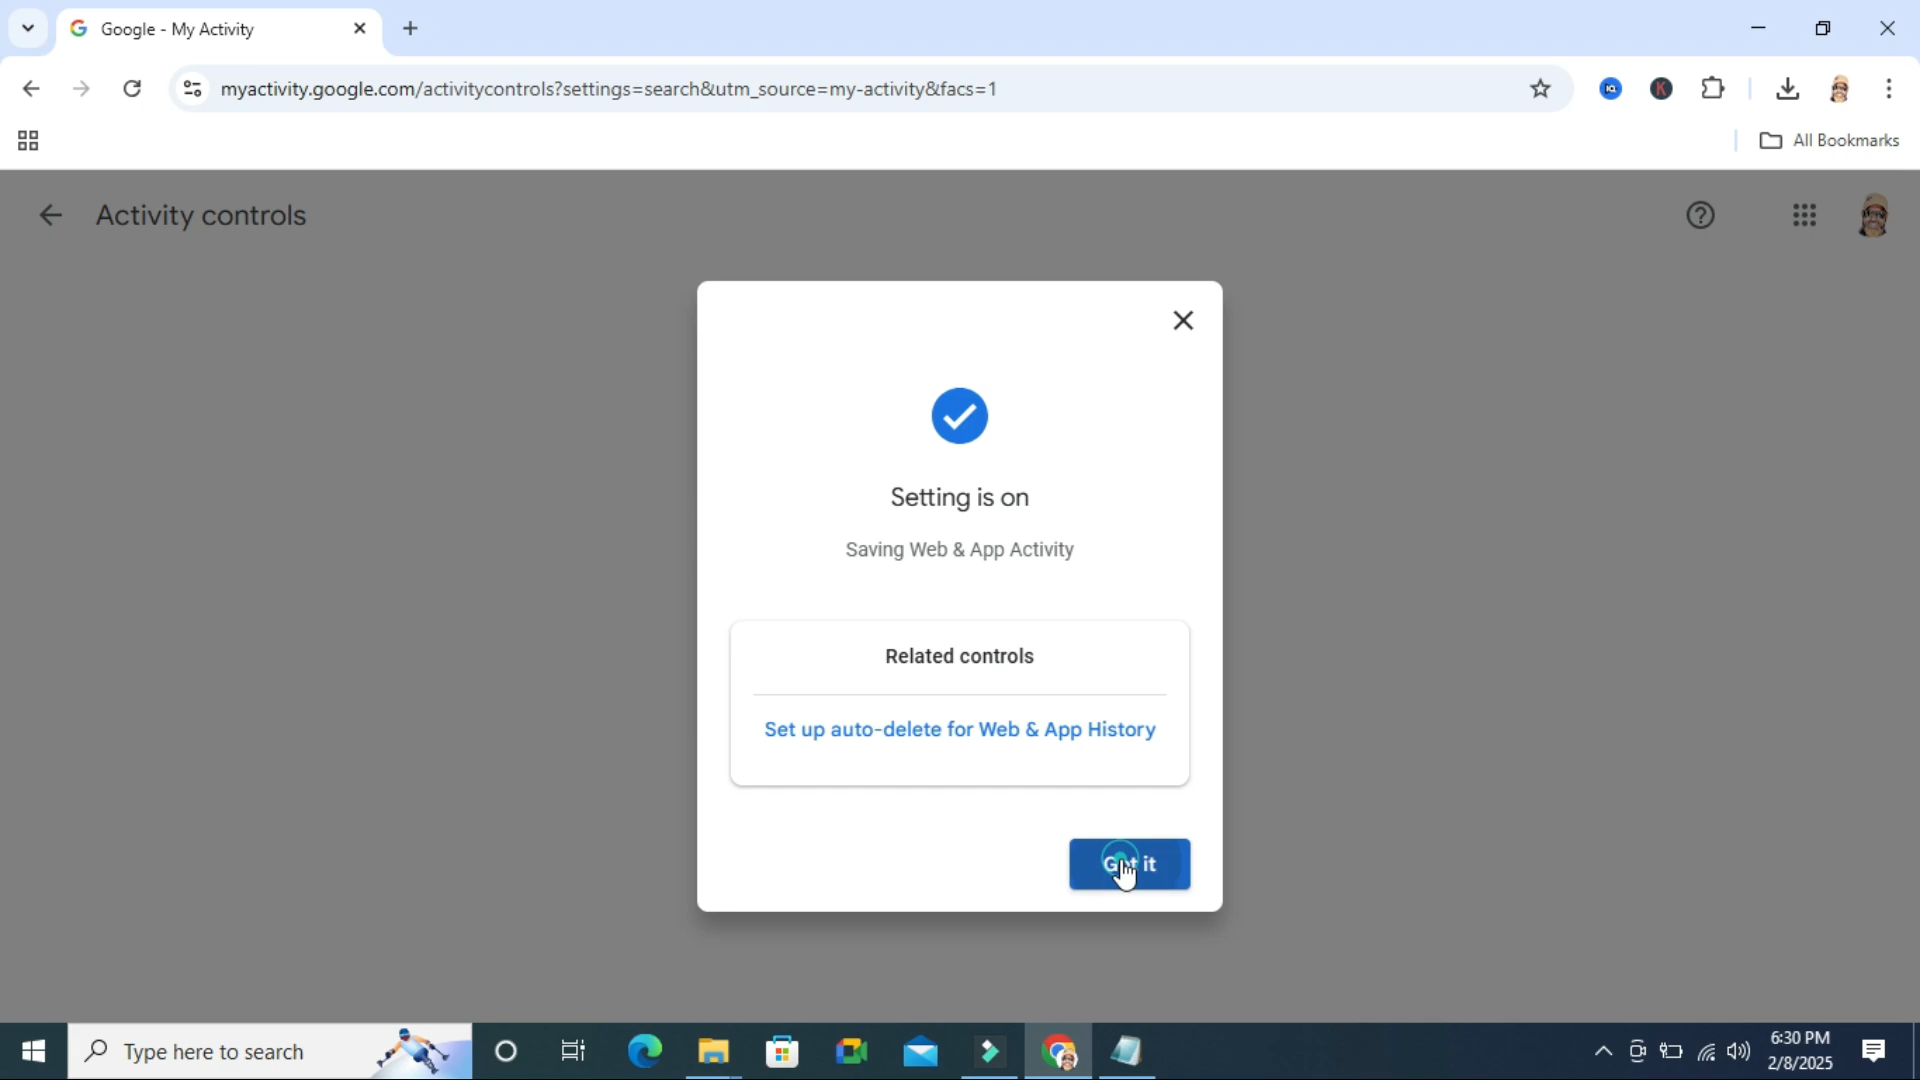 Google - My Activity
myactivity.google.com/activitycontrols?settings=search&utm_source=my-activity&facs=1
K
All Bookmarks
Activity controls
Setting is on
Saving Web & App Activity
Related controls
Set up auto-delete for Web & App History
Got it
Type here to search
6:30 PM
2/8/2025